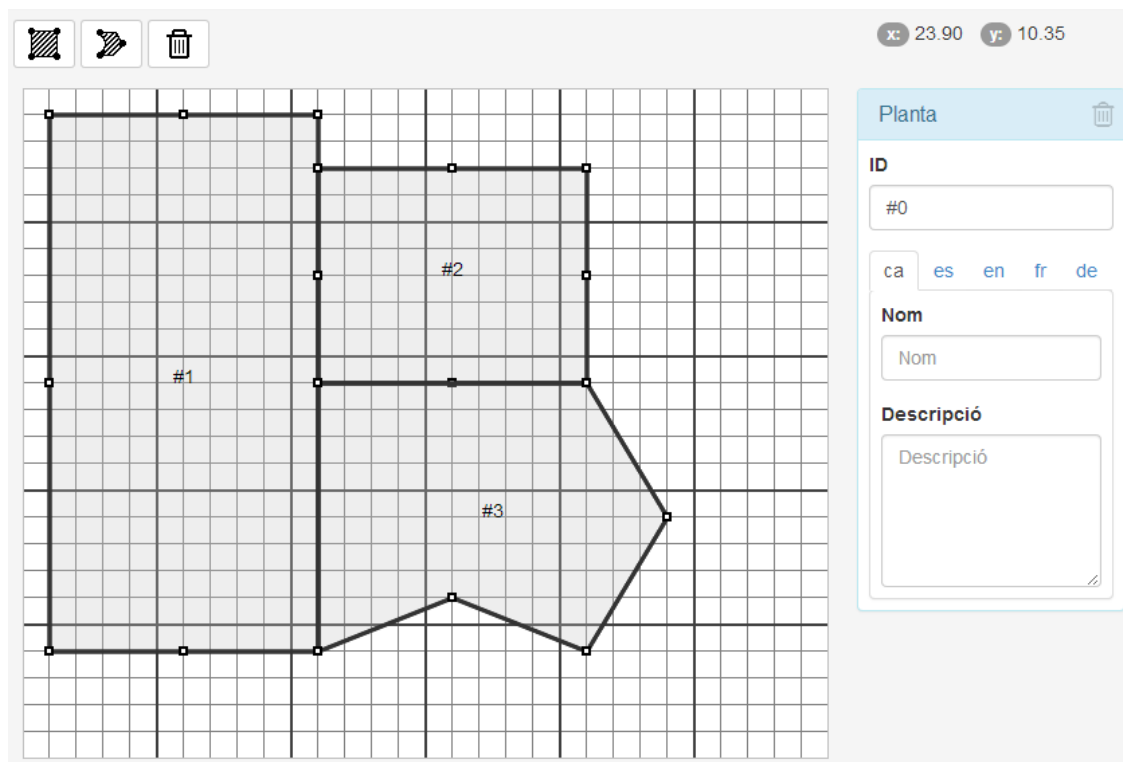 x: 23.90 y: 10.35
Planta
ID
#0
ca es en fr de
Nom
Nom
Descripció
Descripció
#2
#1
#3